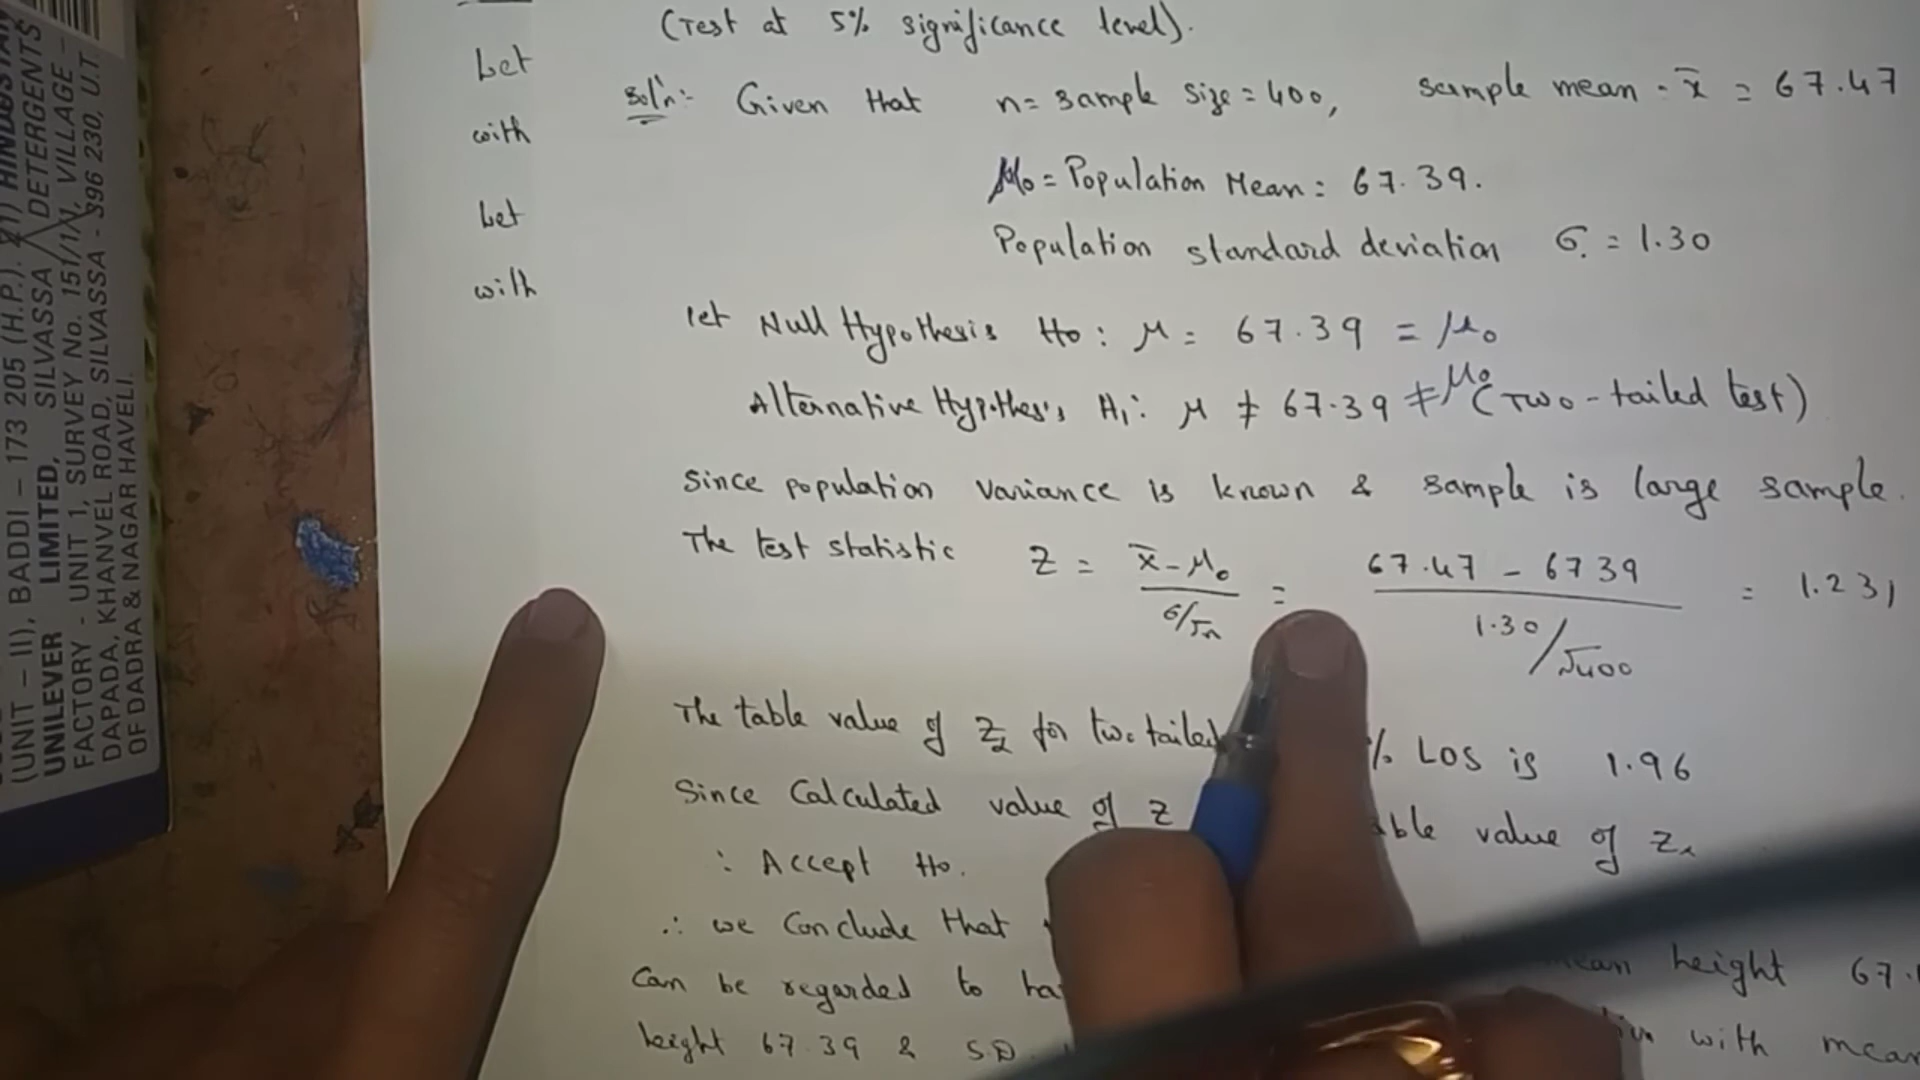 (UNIT – II), BADDI – 173 205 (H.P.).
UNILEVER LIMITED, SILVASSA DETERGENTS
FACTORY - UNIT 1, SURVEY No. 151/1/1, VILLAGE -
DAPADA, KHANVEL ROAD, SILVASSA - 396 230, U.T
OF DADRA & NAGAR HAVELI.
Let
with
Let
with
(Test at 5% significance level).
Sol'n:- Given that n = sample size = 400, sample mean = x̄ = 67.47
μ₀ = Population Mean = 67.39.
Population standard deviation σ = 1.30
let Null Hypothesis H₀ : μ = 67.39 = μ₀
Alternative Hypothesis H₁: μ ≠ 67.39 ≠ μ₀ (Two-tailed test)
Since population variance is known & sample is large sample.
The test statistic Z = x̄ - μ₀ / σ/√n = 67.47 - 6739 / 1.30/√400 = 1.231
The table value of Zα for two tailed % LOS is 1.96
Since Calculated value of Z value of Zα
∴ Accept H₀.
∴ we Conclude that
Can be regarded to mean height 67.
height 67.39 & S.D. with mean